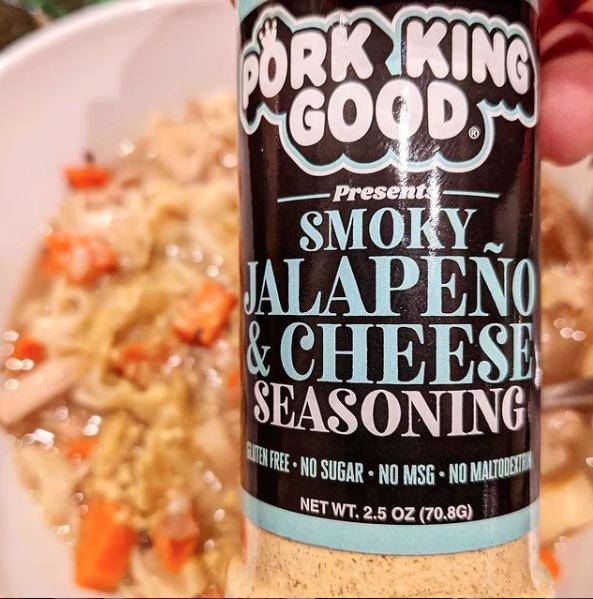 PORK KING
GOOD®
Presents
SMOKY
JALAPEÑO
& CHEESE
SEASONING
GLUTEN FREE • NO SUGAR • NO MSG • NO MALTODEXTRIN
NET WT. 2.5 OZ (70.8G)